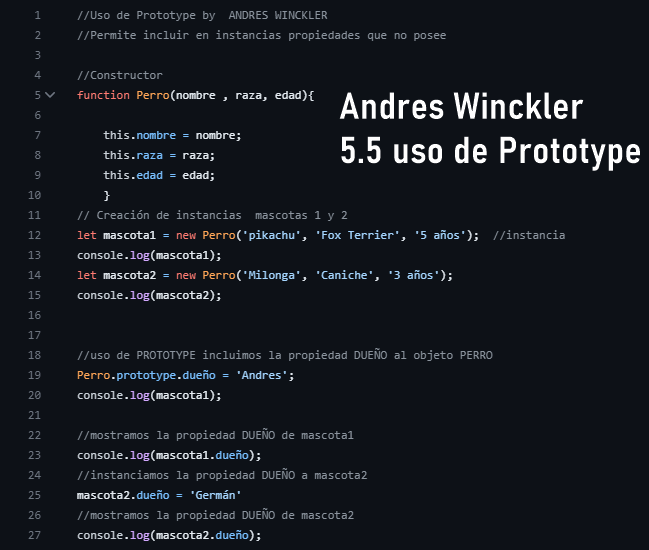 1 //Uso de Prototype by  ANDRES WINCKLER
2 //Permite incluir en instancias propiedades que no posee
3
4 //Constructor
5 function Perro(nombre , raza, edad){
Andres Winckler
5.5 uso de Prototype
6
7     this.nombre = nombre;
8     this.raza = raza;
9     this.edad = edad;
10     }
11 // Creación de instancias  mascotas 1 y 2
12 let mascota1 = new Perro('pikachu', 'Fox Terrier', '5 años');  //instancia
13 console.log(mascota1);
14 let mascota2 = new Perro('Milonga', 'Caniche', '3 años');
15 console.log(mascota2);
16
17
18 //uso de PROTOTYPE incluimos la propiedad DUEÑO al objeto PERRO
19 Perro.prototype.dueño = 'Andres';
20 console.log(mascota1);
21
22 //mostramos la propiedad DUEÑO de mascota1
23 console.log(mascota1.dueño);
24 //instanciamos la propiedad DUEÑO a mascota2
25 mascota2.dueño = 'Germán'
26 //mostramos la propiedad DUEÑO de mascota2
27 console.log(mascota2.dueño);